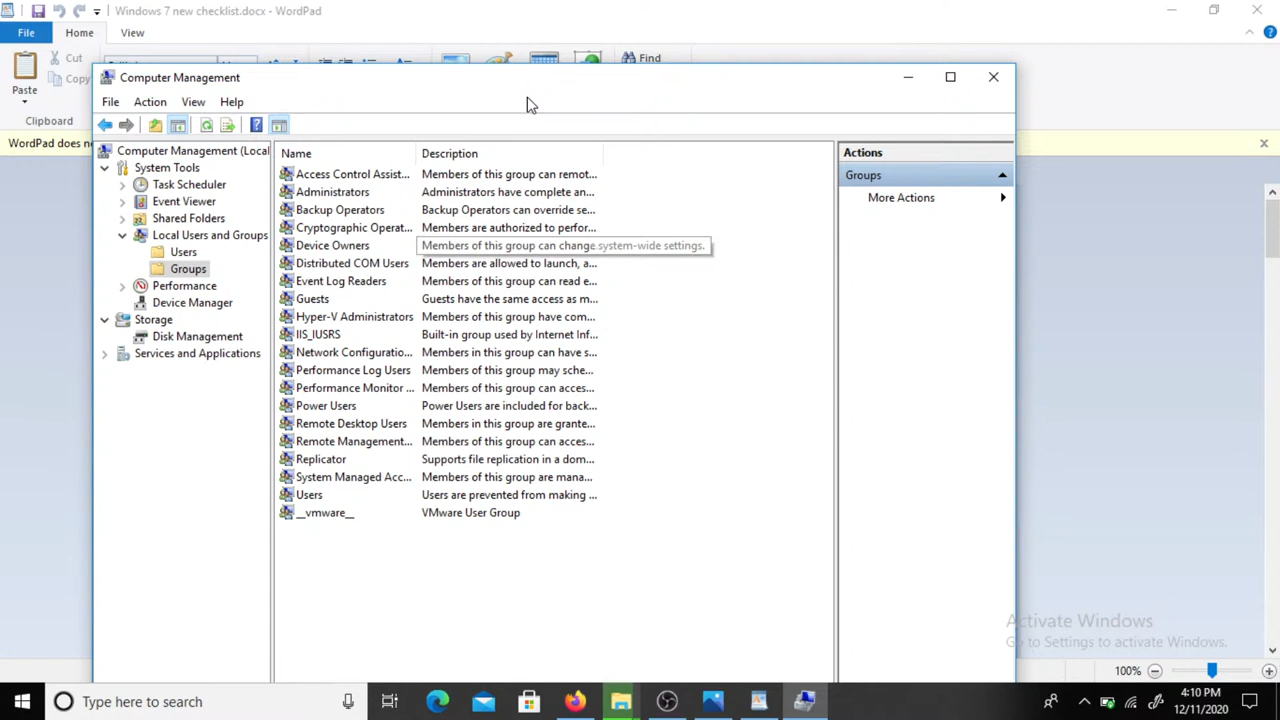 Windows 7 new checklist.docx - WordPad
File Home View
Cut
Find
Paste
Copy
Clipboard
Computer Management
File Action View Help
WordPad does n
Computer Management (Local
System Tools
Task Scheduler
Event Viewer
Shared Folders
Local Users and Groups
Users
Groups
Performance
Device Manager
Storage
Disk Management
Services and Applications
Name Description
Access Control Assist... Members of this group can remot...
Administrators Administrators have complete an...
Backup Operators Backup Operators can override se...
Cryptographic Operat... Members are authorized to perfor...
Device Owners Members of this group can change system-wide settings.
Distributed COM Users Members are allowed to launch, a...
Event Log Readers Members of this group can read e...
Guests Guests have the same access as m...
Hyper-V Administrators Members of this group have com...
IIS_IUSRS Built-in group used by Internet Inf...
Network Configuratio... Members in this group can have s...
Performance Log Users Members of this group may sche...
Performance Monitor ... Members of this group can acces...
Power Users Power Users are included for back...
Remote Desktop Users Members in this group are grante...
Remote Management... Members of this group can acces...
Replicator Supports file replication in a dom...
System Managed Acc... Members of this group are mana...
Users Users are prevented from making ...
__vmware__ VMware User Group
Actions
Groups
More Actions
Activate Windows
Go to Settings to activate Windows.
100%
Type here to search
4:10 PM
12/11/2020